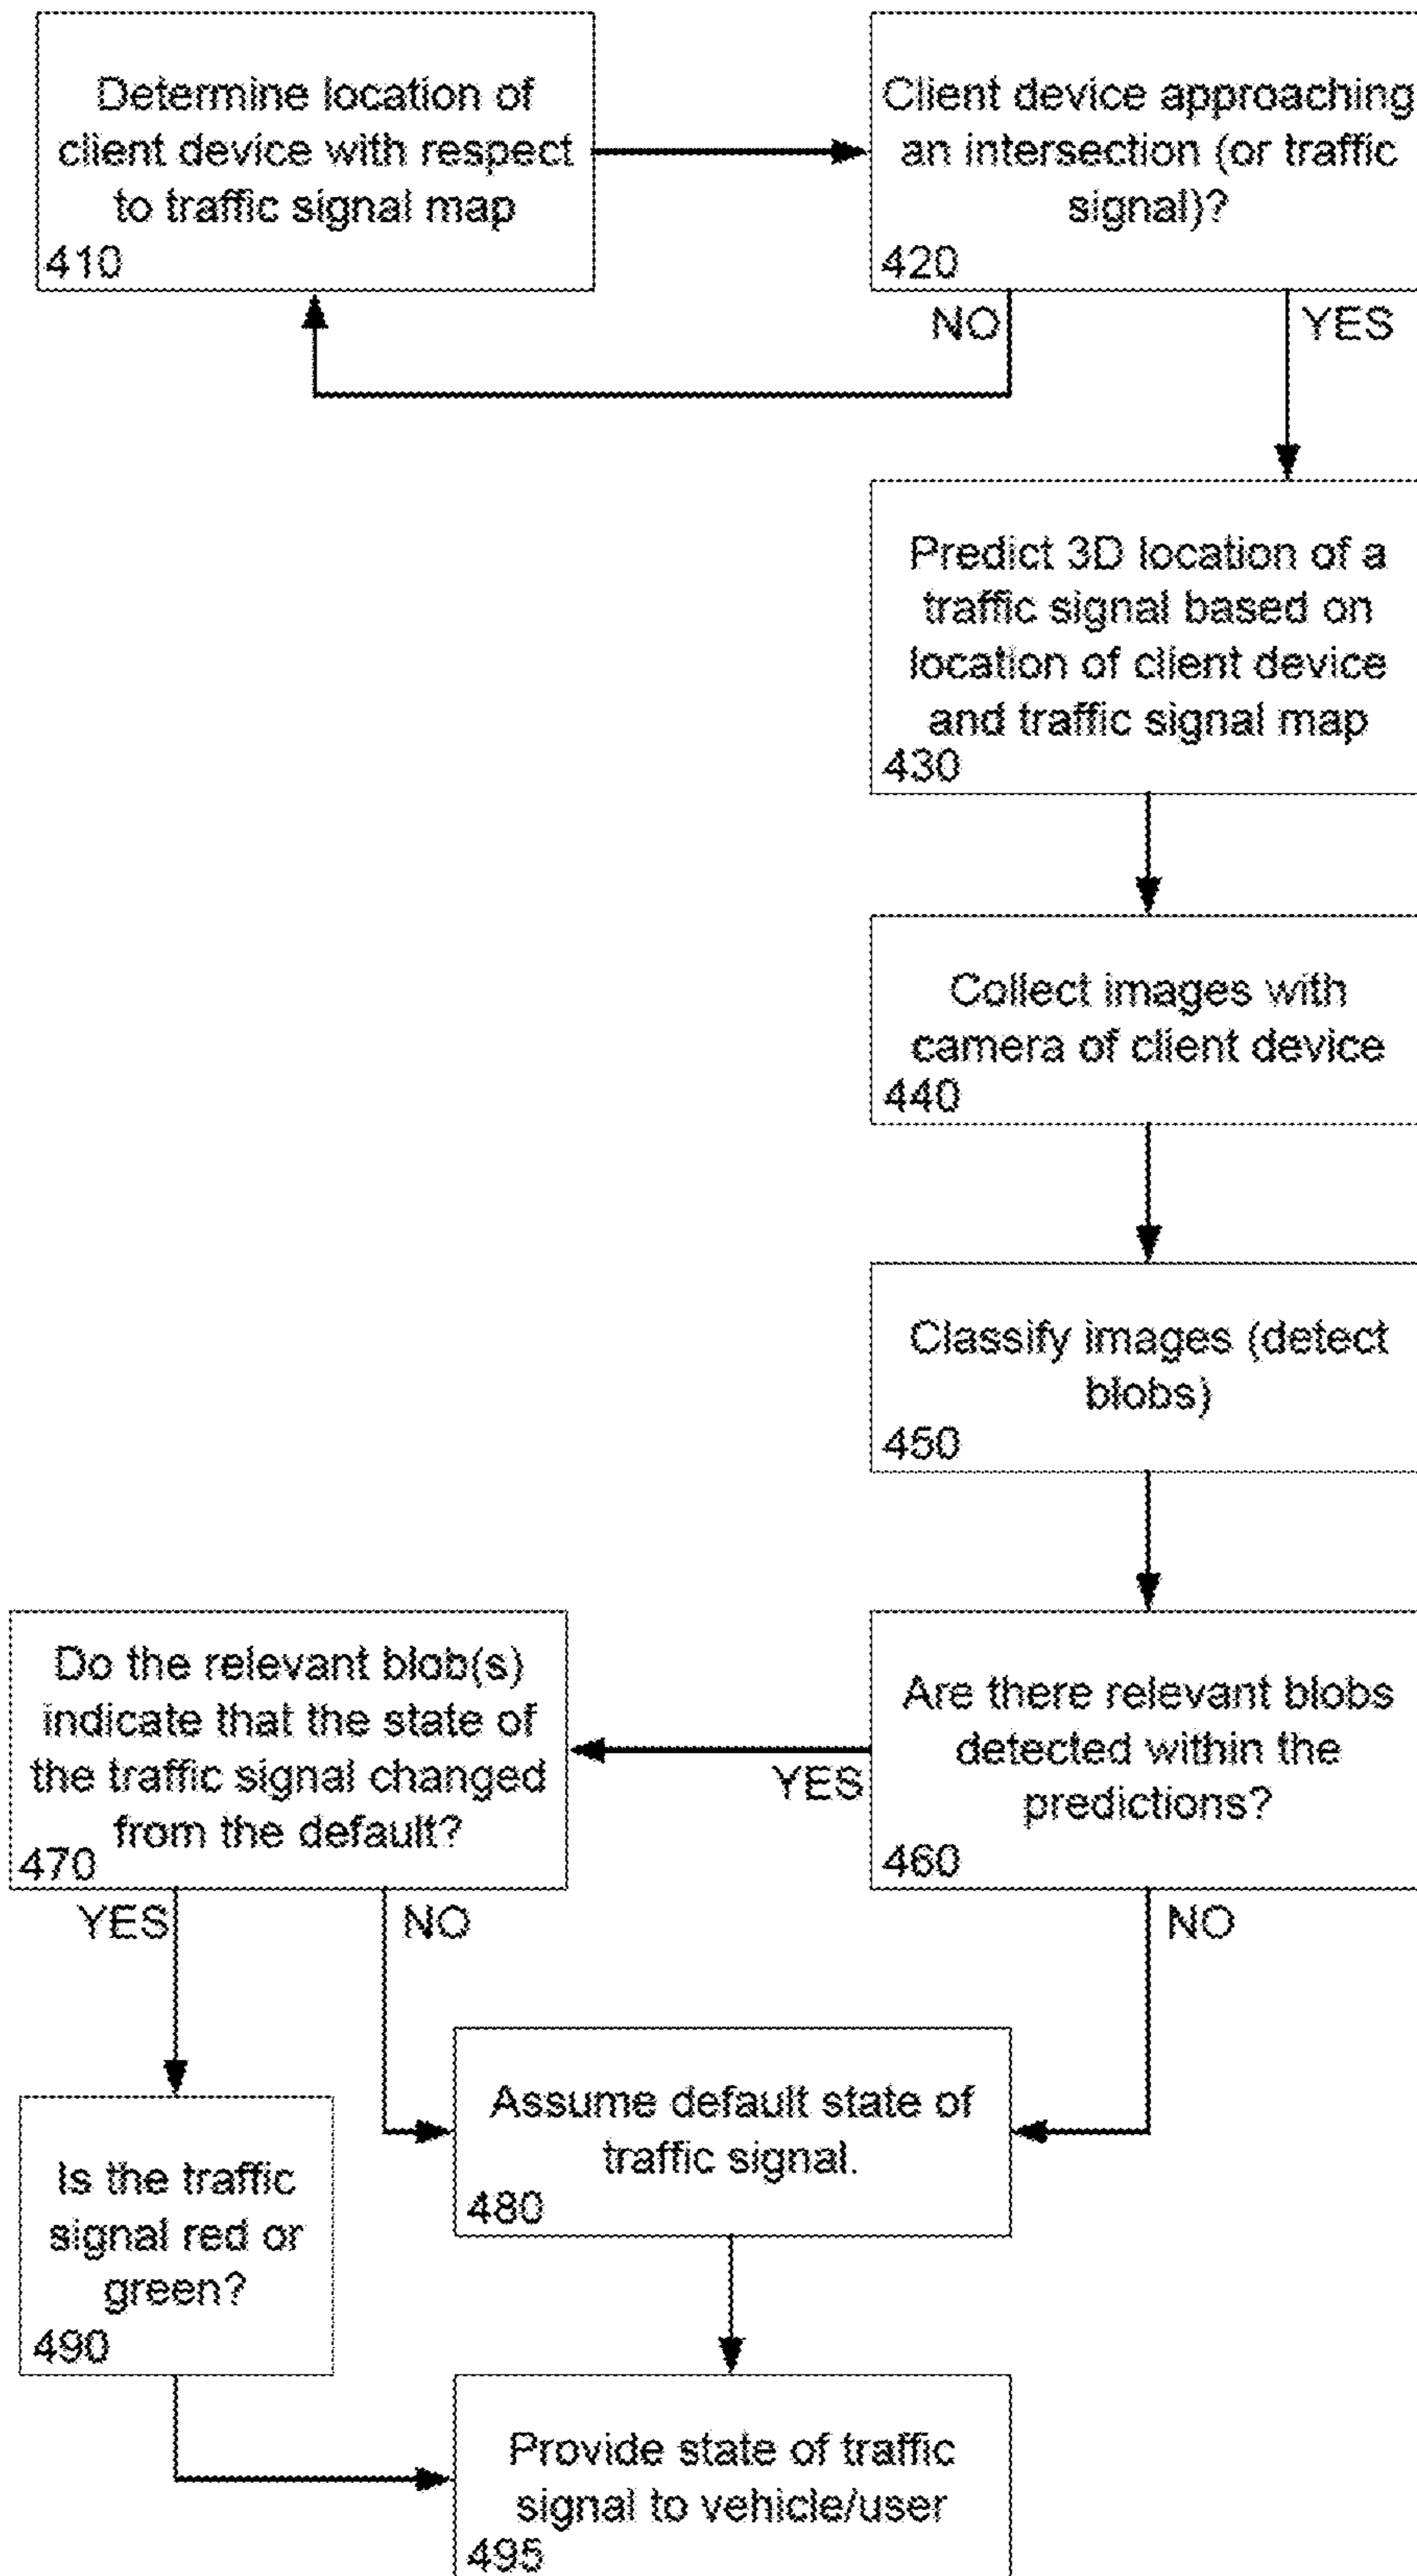 Determine location of
client device with respect
to traffic signal map
410
Client device approaching
an intersection (or traffic
signal)?
420
NO
YES
Predict 3D location of a
traffic signal based on
location of client device
and traffic signal map
430
Collect images with
camera of client device
440
Classify images (detect
blobs)
450
Are there relevant blobs
detected within the
predictions?
460
YES
NO
Do the relevant blob(s)
indicate that the state of
the traffic signal changed
from the default?
470
YES
NO
Assume default state of
traffic signal.
480
Is the traffic
signal red or
green?
490
Provide state of traffic
signal to vehicle/user
495